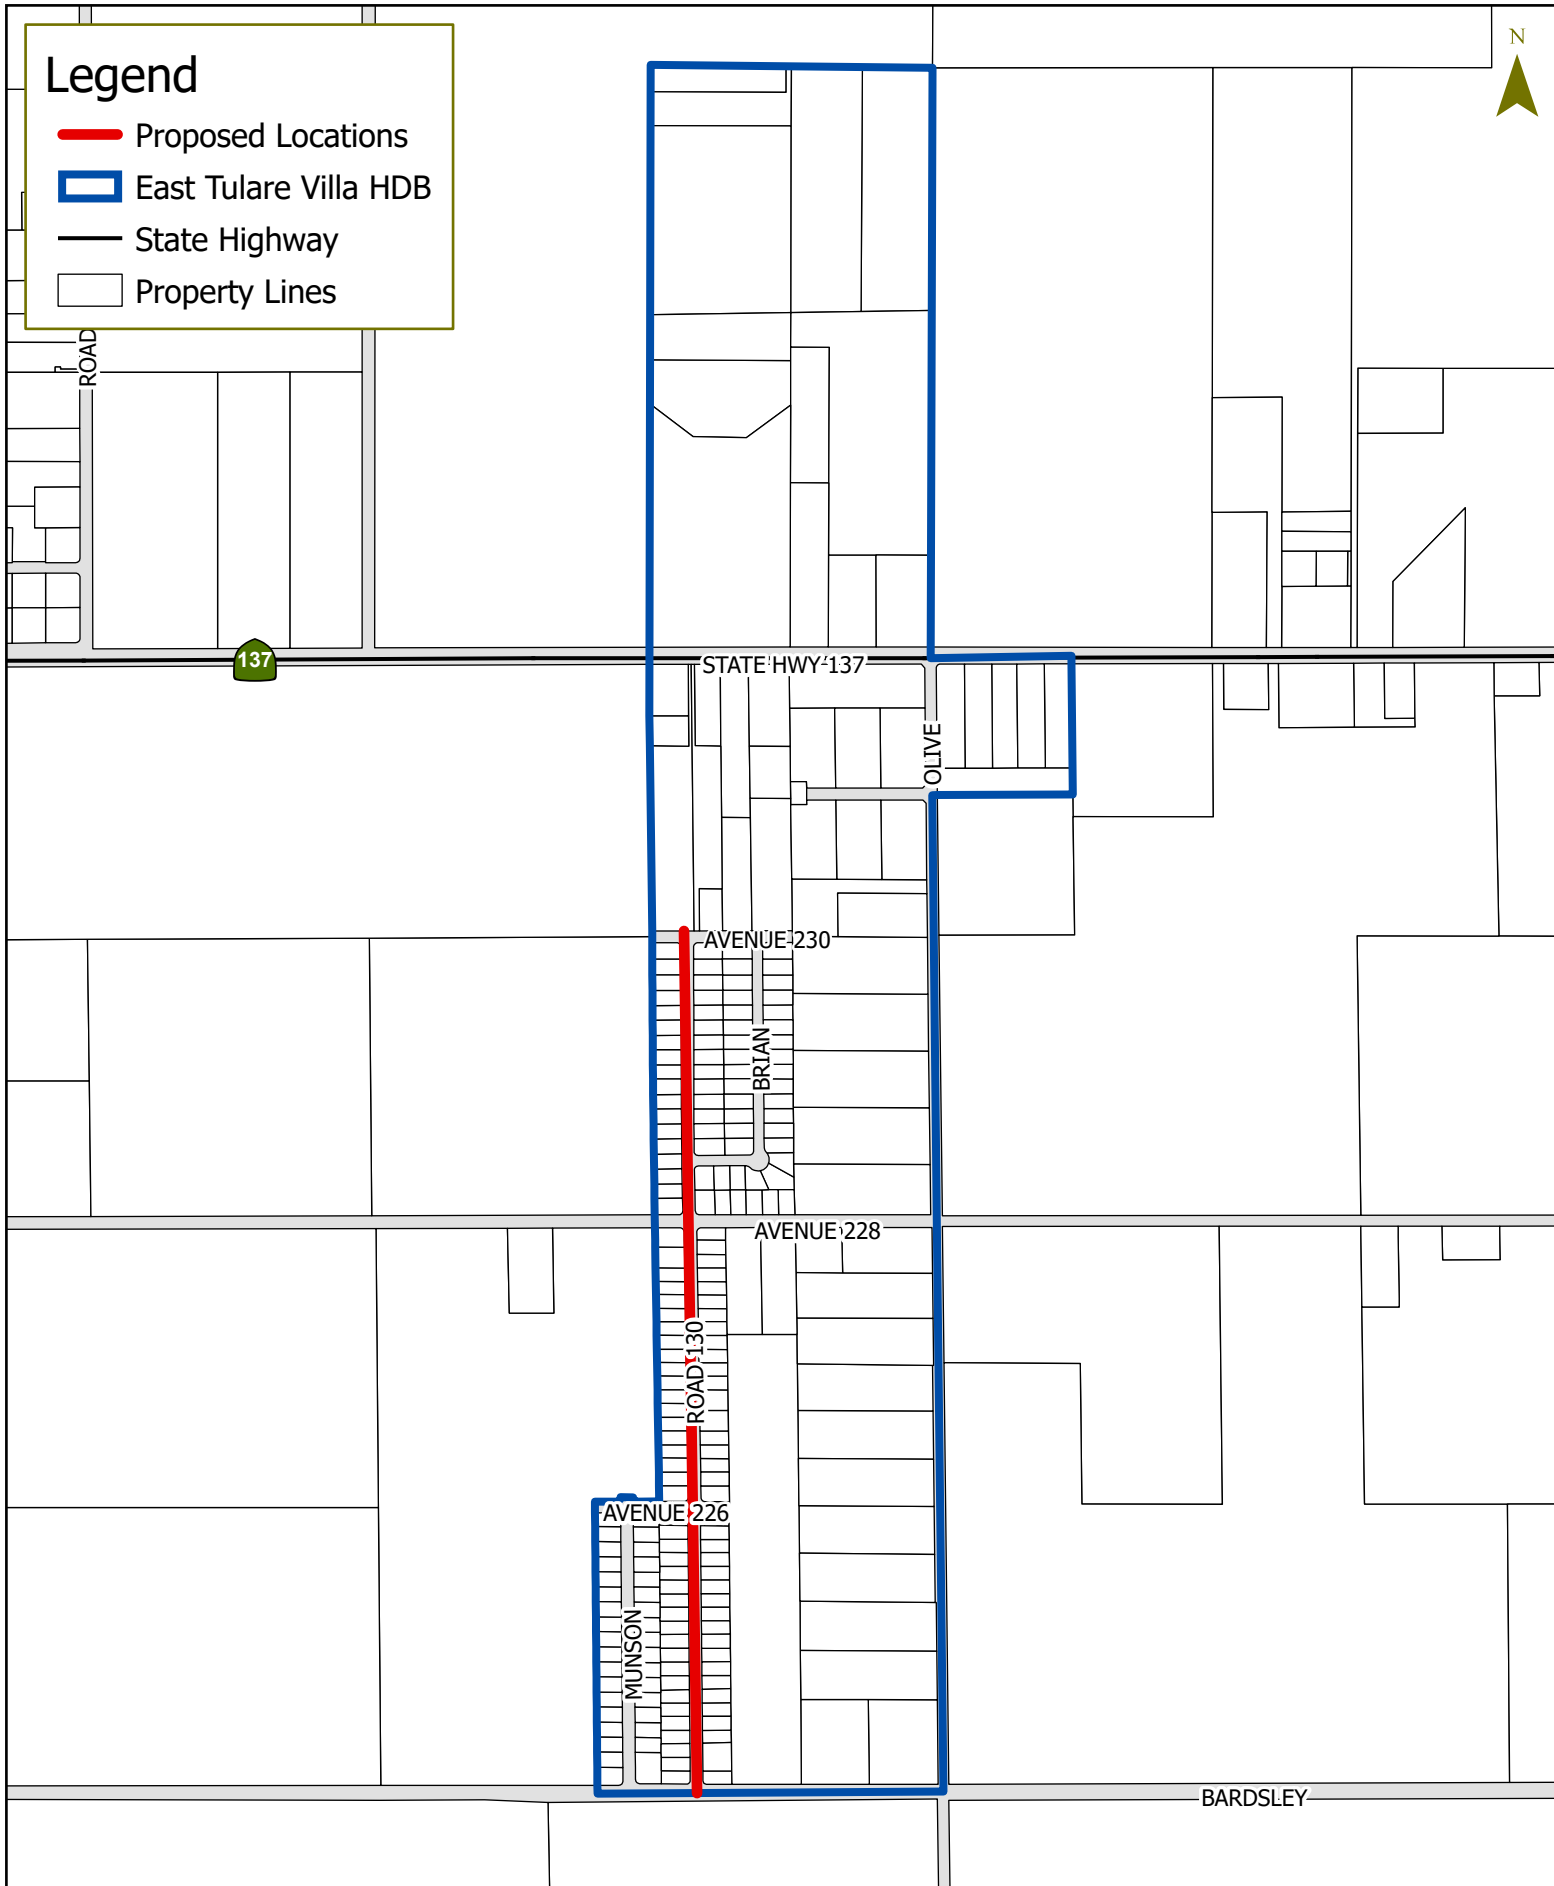 N
Legend
Proposed Locations
East Tulare Villa HDB
State Highway
Property Lines
ROAD
137
STATE HWY 137
OLIVE
AVENUE 230
BRIAN
AVENUE 228
ROAD 130
AVENUE 226
MUNSON
BARDSLEY